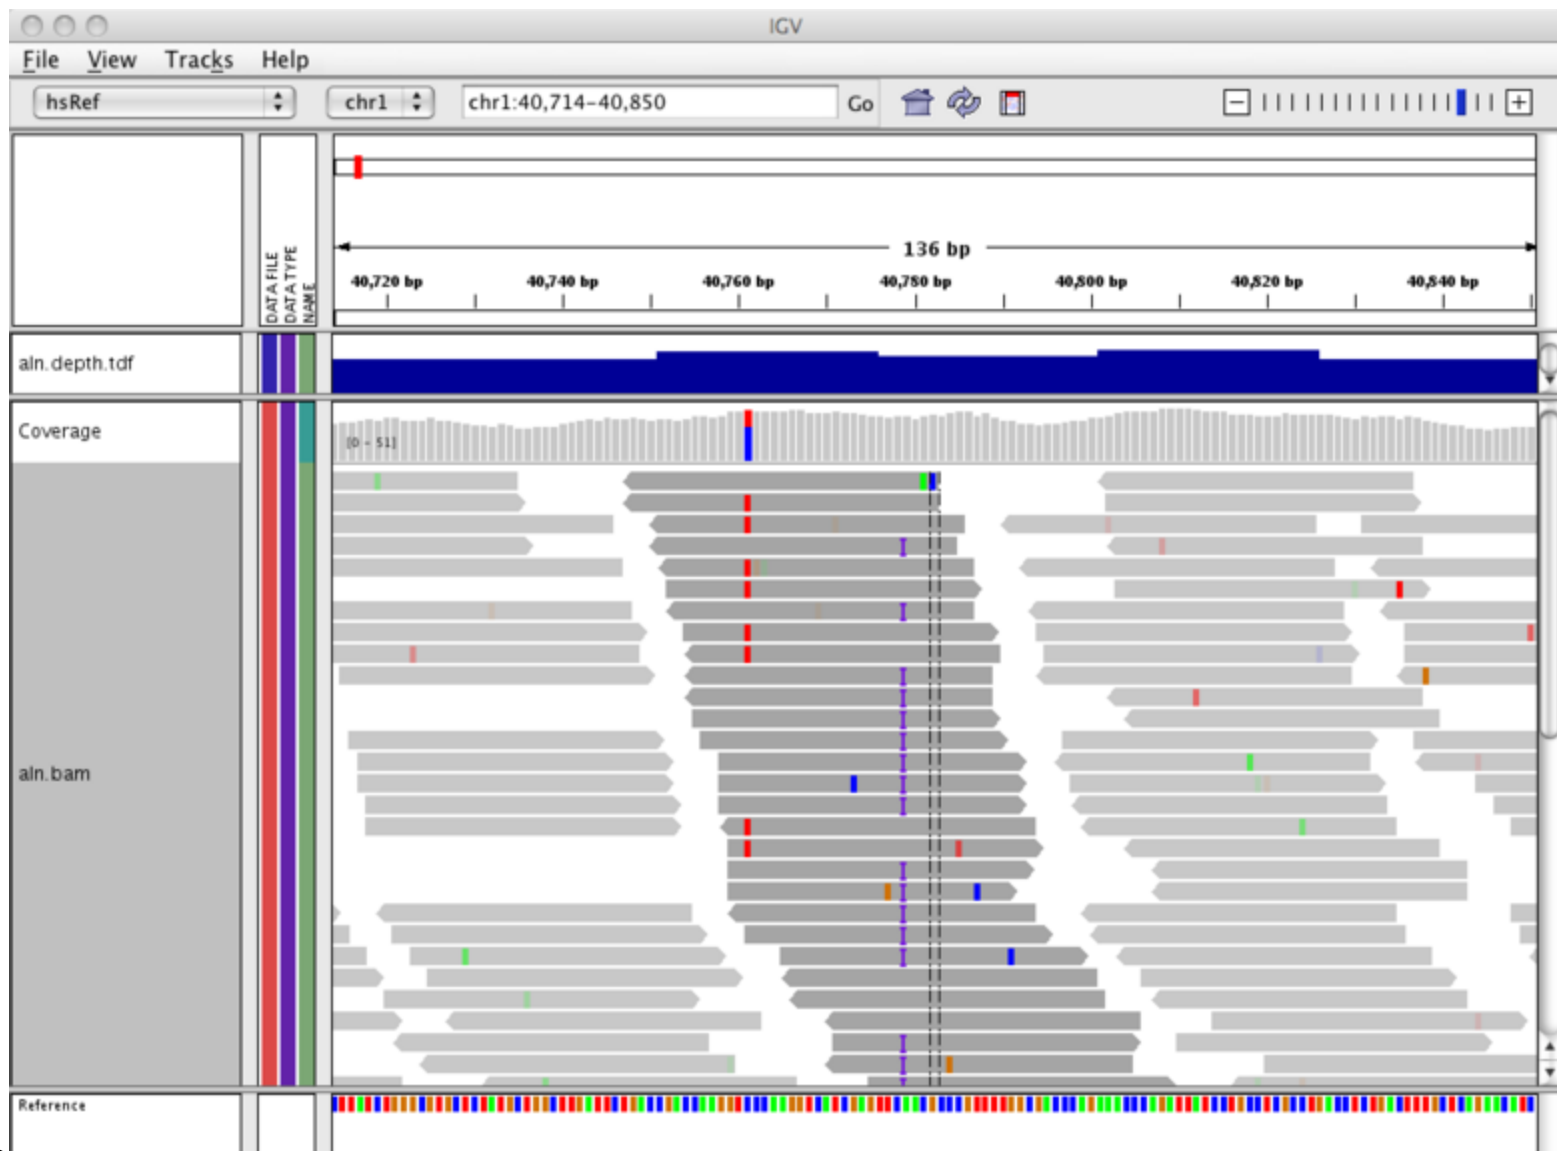 IGV
File View Tracks Help
hsRef chr1 chr1:40,714-40,850 Go
DATA FILE
DATA TYPE
NAME
136 bp
40,720 bp 40,740 bp 40,760 bp 40,780 bp 40,800 bp 40,820 bp 40,840 bp
aln.depth.tdf
Coverage
[0 - 51]
aln.bam
Reference